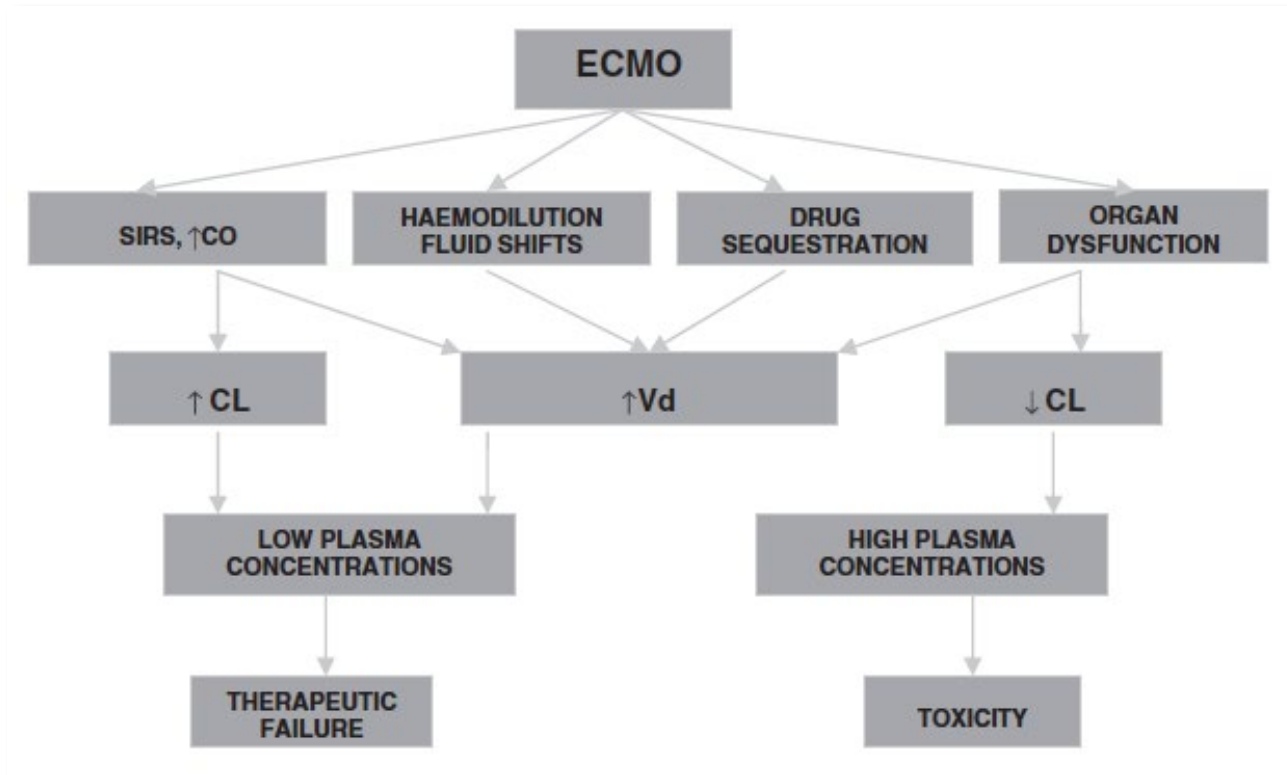 ECMO
SIRS, ↑CO
HAEMODILUTION
FLUID SHIFTS
DRUG
SEQUESTRATION
ORGAN
DYSFUNCTION
↑ CL
↑Vd
↓ CL
LOW PLASMA
CONCENTRATIONS
HIGH PLASMA
CONCENTRATIONS
THERAPEUTIC
FAILURE
TOXICITY